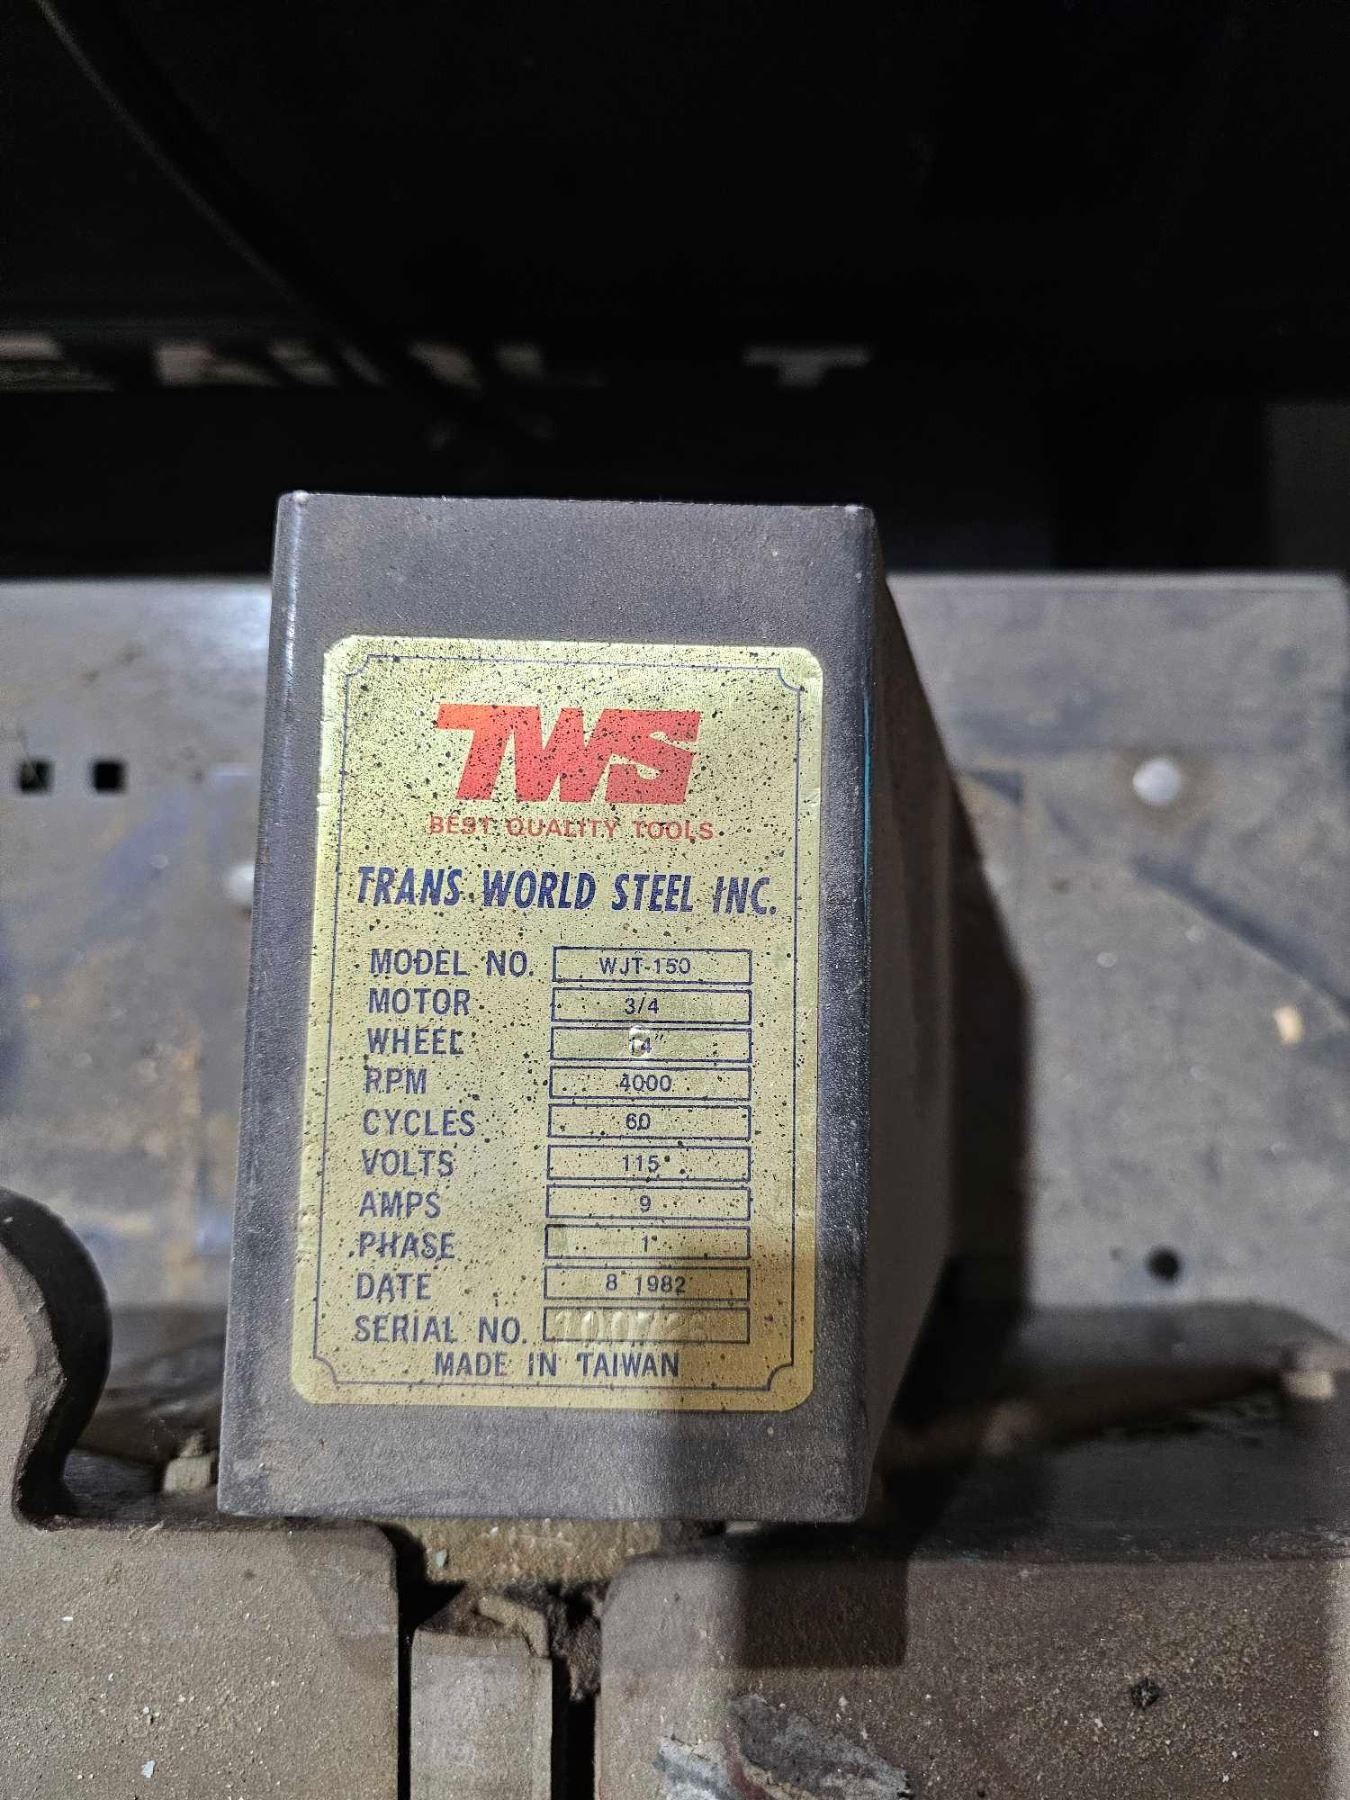 TWS
BEST QUALITY TOOLS
TRANS WORLD STEEL INC.
MODEL NO. WJT-150
MOTOR 3/4
WHEEL
RPM 4000
CYCLES 60
VOLTS 115
AMPS 9
PHASE 1
DATE 8 1982
SERIAL NO.
MADE IN TAIWAN